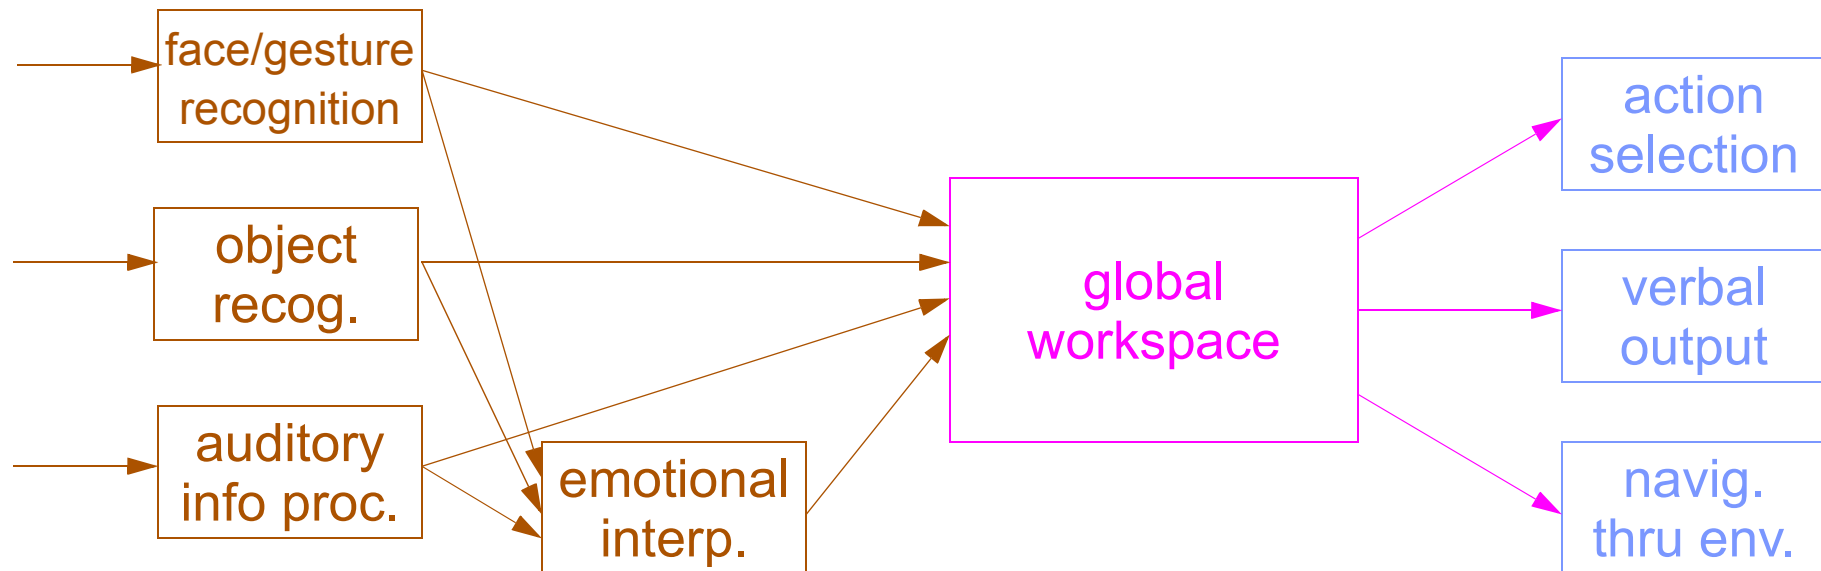 face/gesture
recognition
object
recog.
auditory
info proc.
emotional
interp.
global
workspace
action
selection
verbal
output
navig.
thru env.